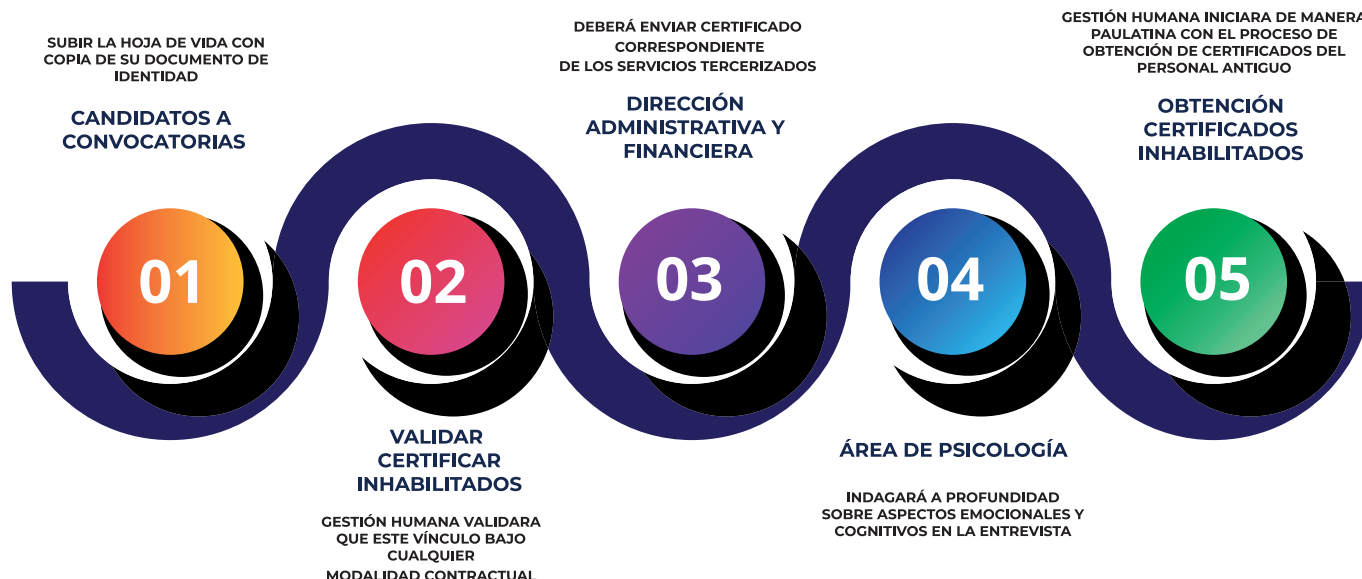 SUBIR LA HOJA DE VIDA CON
COPIA DE SU DOCUMENTO DE
IDENTIDAD
CANDIDATOS A
CONVOCATORIAS
01
02
VALIDAR
CERTIFICAR
INHABILITADOS
GESTIÓN HUMANA VALIDARA
QUE ESTE VÍNCULO BAJO
CUALQUIER
MODALIDAD CONTRACTUAL
DEBERÁ ENVIAR CERTIFICADO
CORRESPONDIENTE
DE LOS SERVICIOS TERCERIZADOS
DIRECCIÓN
ADMINISTRATIVA Y
FINANCIERA
03
04
ÁREA DE PSICOLOGÍA
INDAGARÁ A PROFUNDIDAD
SOBRE ASPECTOS EMOCIONALES Y
COGNITIVOS EN LA ENTREVISTA
GESTIÓN HUMANA INICIARA DE MANERA
PAULATINA CON EL PROCESO DE
OBTENCIÓN DE CERTIFICADOS DEL
PERSONAL ANTIGUO
OBTENCIÓN
CERTIFICADOS
INHABILITADOS
05